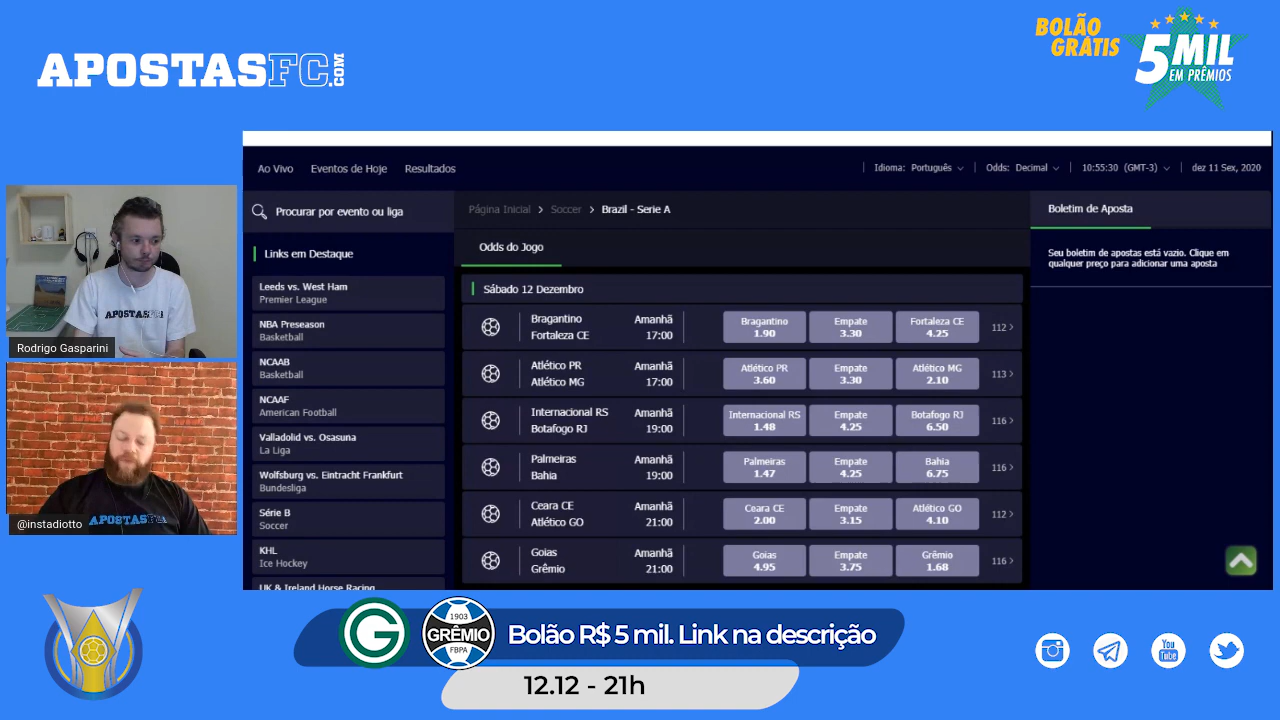 APOSTASFC.COM
BOLÃO
GRÁTIS
5MIL
EM PRÊMIOS
Ao Vivo
Eventos de Hoje
Resultados
Idioma: Português
Odds: Decimal
10:55:30 (GMT-3)
dez 11 Sex, 2020
Procurar por evento ou liga
Página Inicial > Soccer > Brazil - Serie A
Boletim de Aposta
Odds do Jogo
Seu boletim de apostas está vazio. Clique em
qualquer preço para adicionar uma aposta
Links em Destaque
Leeds vs. West Ham
Premier League
NBA Preseason
Basketball
NCAAB
Basketball
NCAAF
American Football
Valladolid vs. Osasuna
La Liga
Wolfsburg vs. Eintracht Frankfurt
Bundesliga
Série B
Soccer
KHL
Ice Hockey
UK & Ireland Horse Racing
Sábado 12 Dezembro
Bragantino Amanhã
Fortaleza CE 17:00
Bragantino Empate Fortaleza CE
1.90 3.30 4.25
112 >
Atlético PR Amanhã
Atlético MG 17:00
Atlético PR Empate Atlético MG
3.60 3.30 2.10
113 >
Internacional RS Amanhã
Botafogo RJ 19:00
Internacional RS Empate Botafogo RJ
1.48 4.25 6.50
116 >
Palmeiras Amanhã
Bahia 19:00
Palmeiras Empate Bahia
1.47 4.25 6.75
116 >
Ceara CE Amanhã
Atlético GO 21:00
Ceara CE Empate Atlético GO
2.00 3.15 4.10
112 >
Goias Amanhã
Grêmio 21:00
Goias Empate Grêmio
4.95 3.75 1.68
116 >
APOSTASFC
Rodrigo Gasparini
APOSTASFC
@instadiotto
G
1903
GRÊMIO
FBPA
Bolão R$ 5 mil. Link na descrição
12.12 - 21h
You
Tube